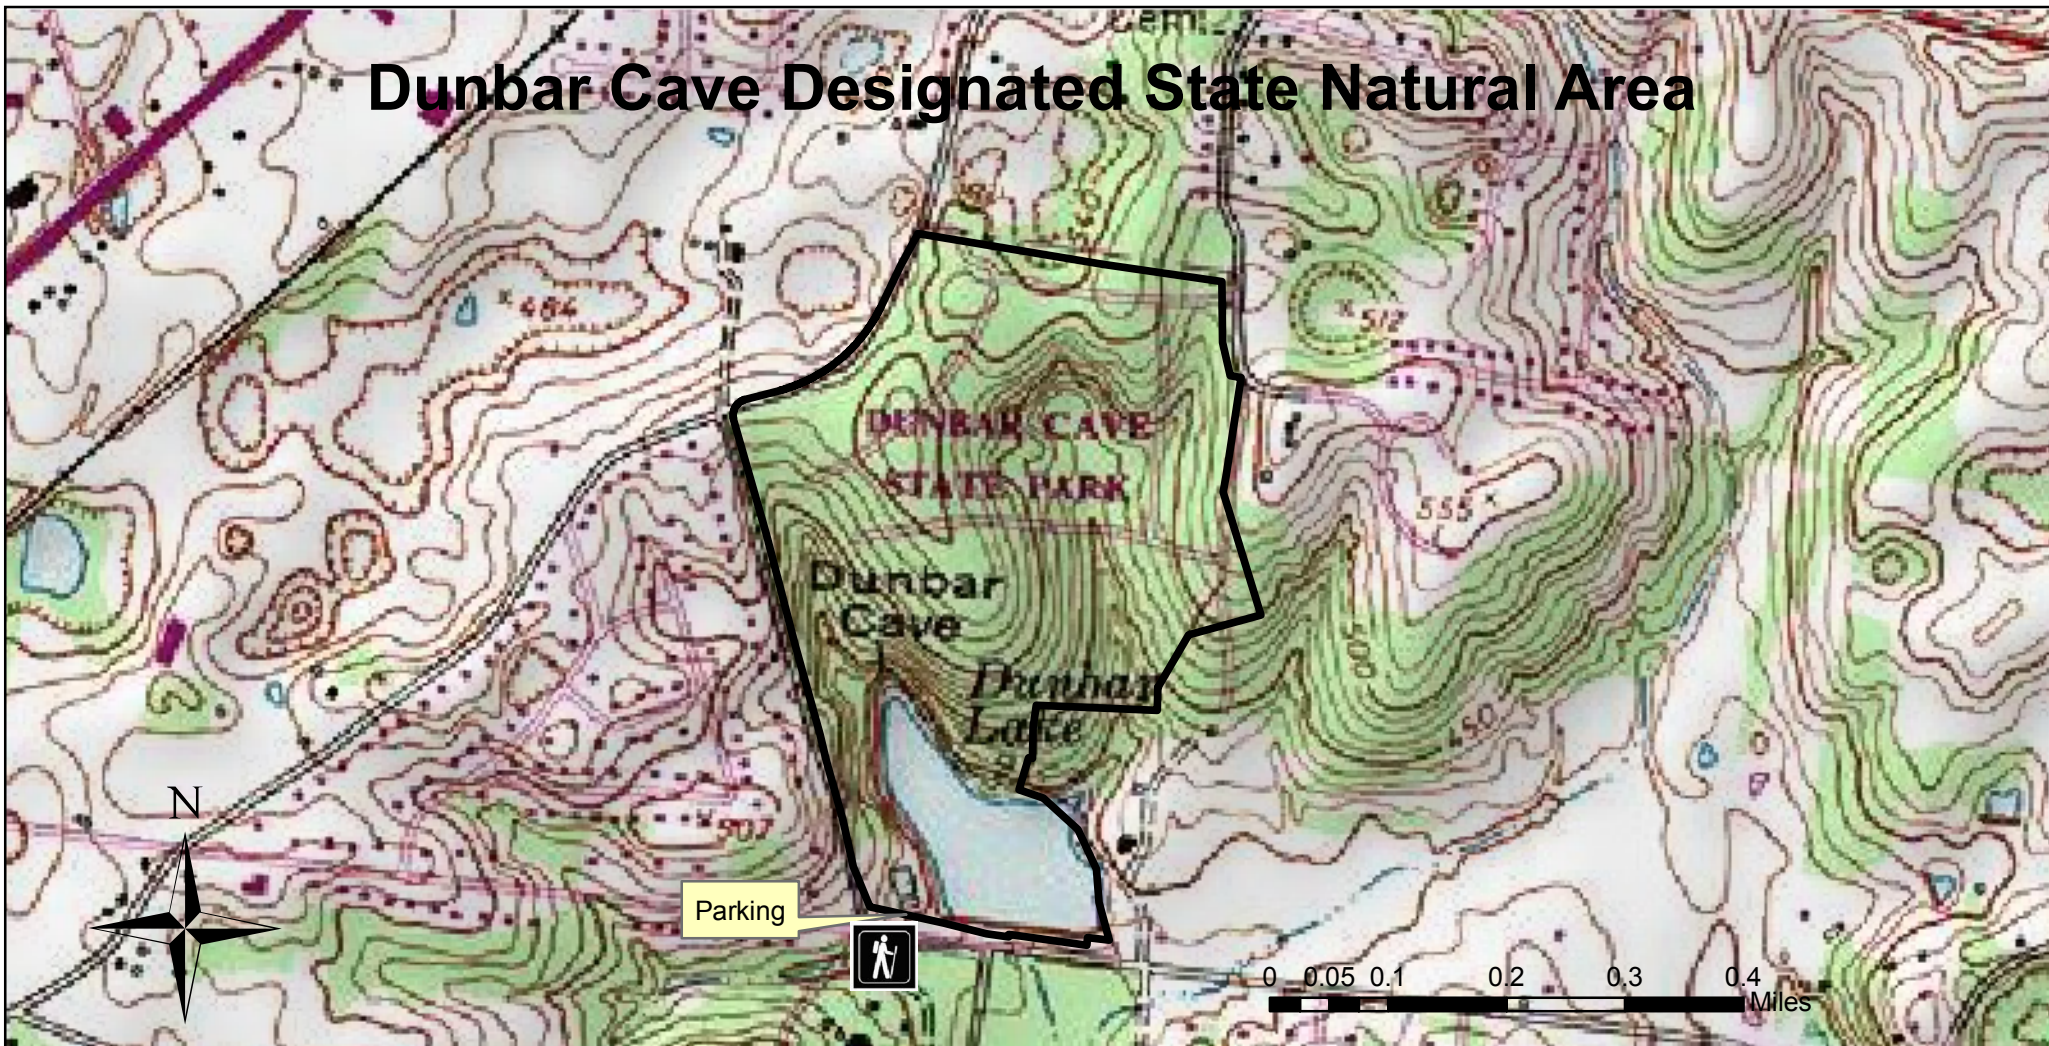 Dunbar Cave Designated State Natural Area
484
512
DUNBAR CAVE
STATE PARK
555
Dunbar
Cave
500
Dunbar
Lake
450
507
N
Parking
0 0.05 0.1 0.2 0.3 0.4
Miles